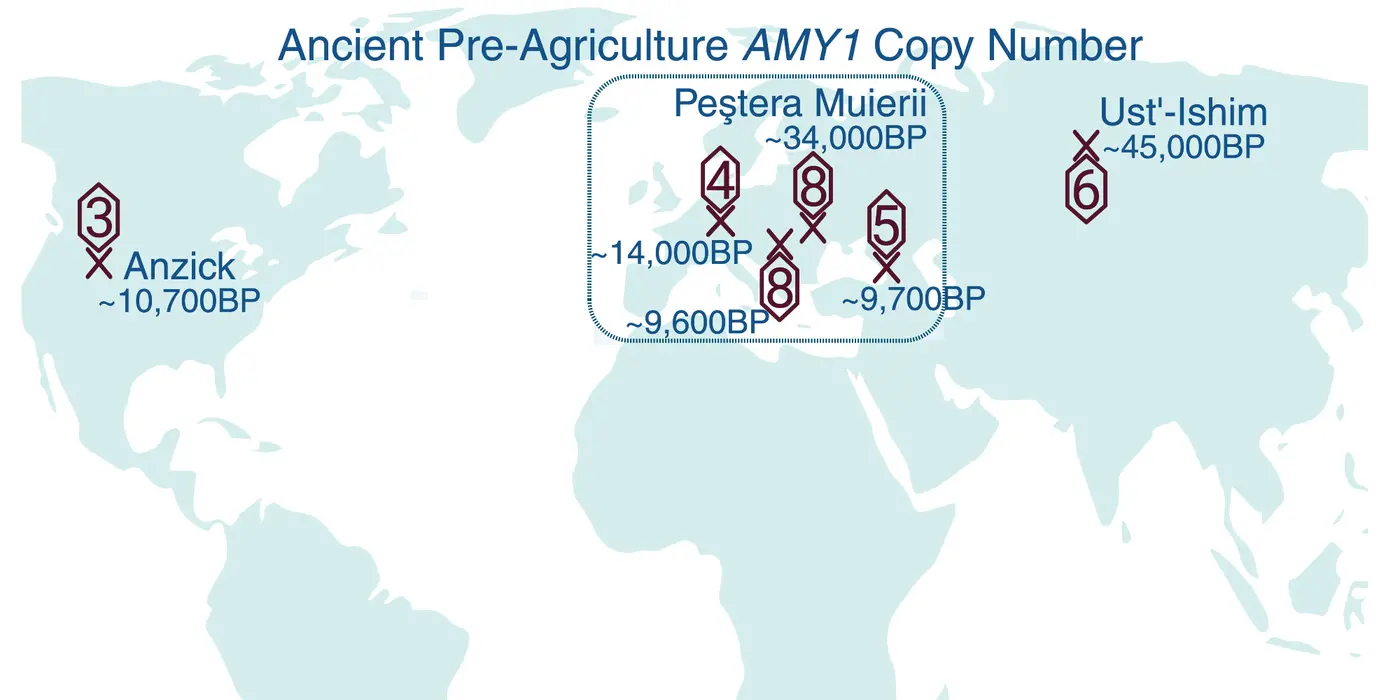 Ancient Pre-Agriculture AMY1 Copy Number
Peştera Muierii
~34,000BP
Ust'-Ishim
~45,000BP
4
8
6
3
5
Anzick
~10,700BP
~14,000BP
8
~9,700BP
~9,600BP